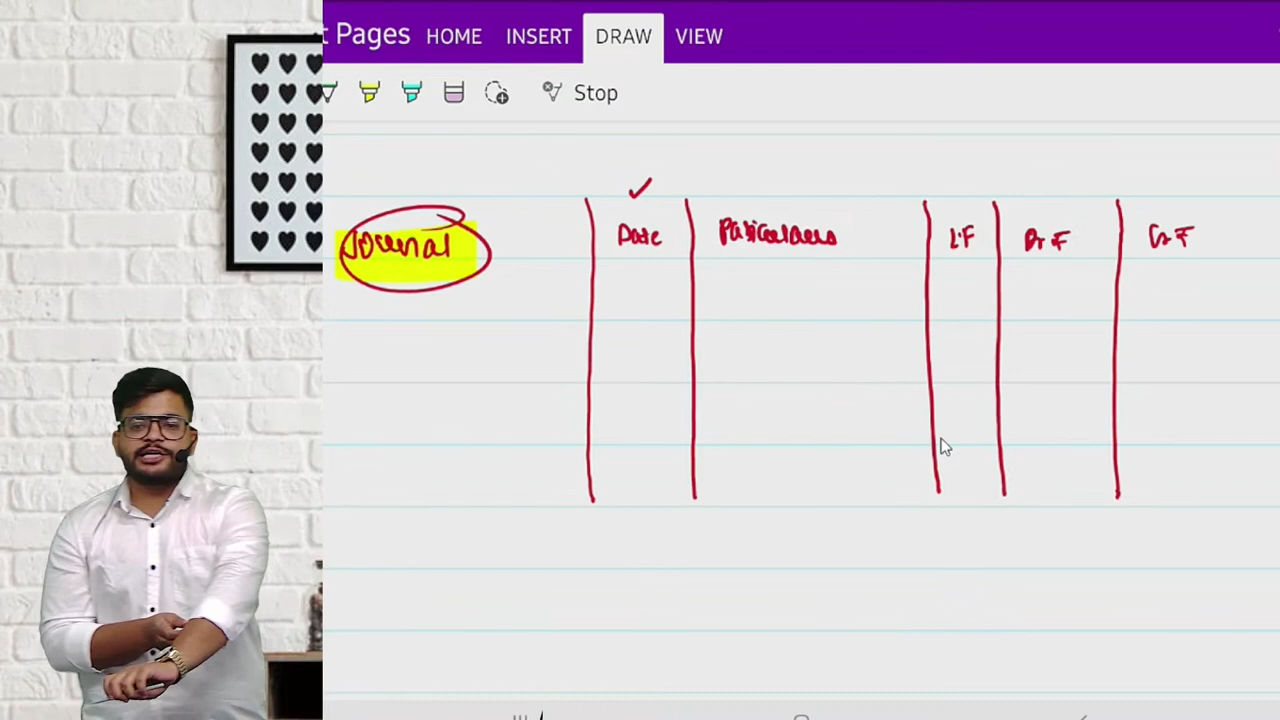 t Pages HOME INSERT DRAW VIEW
Stop
Journal
Date Particulars L.F Dr ₹ Cr ₹